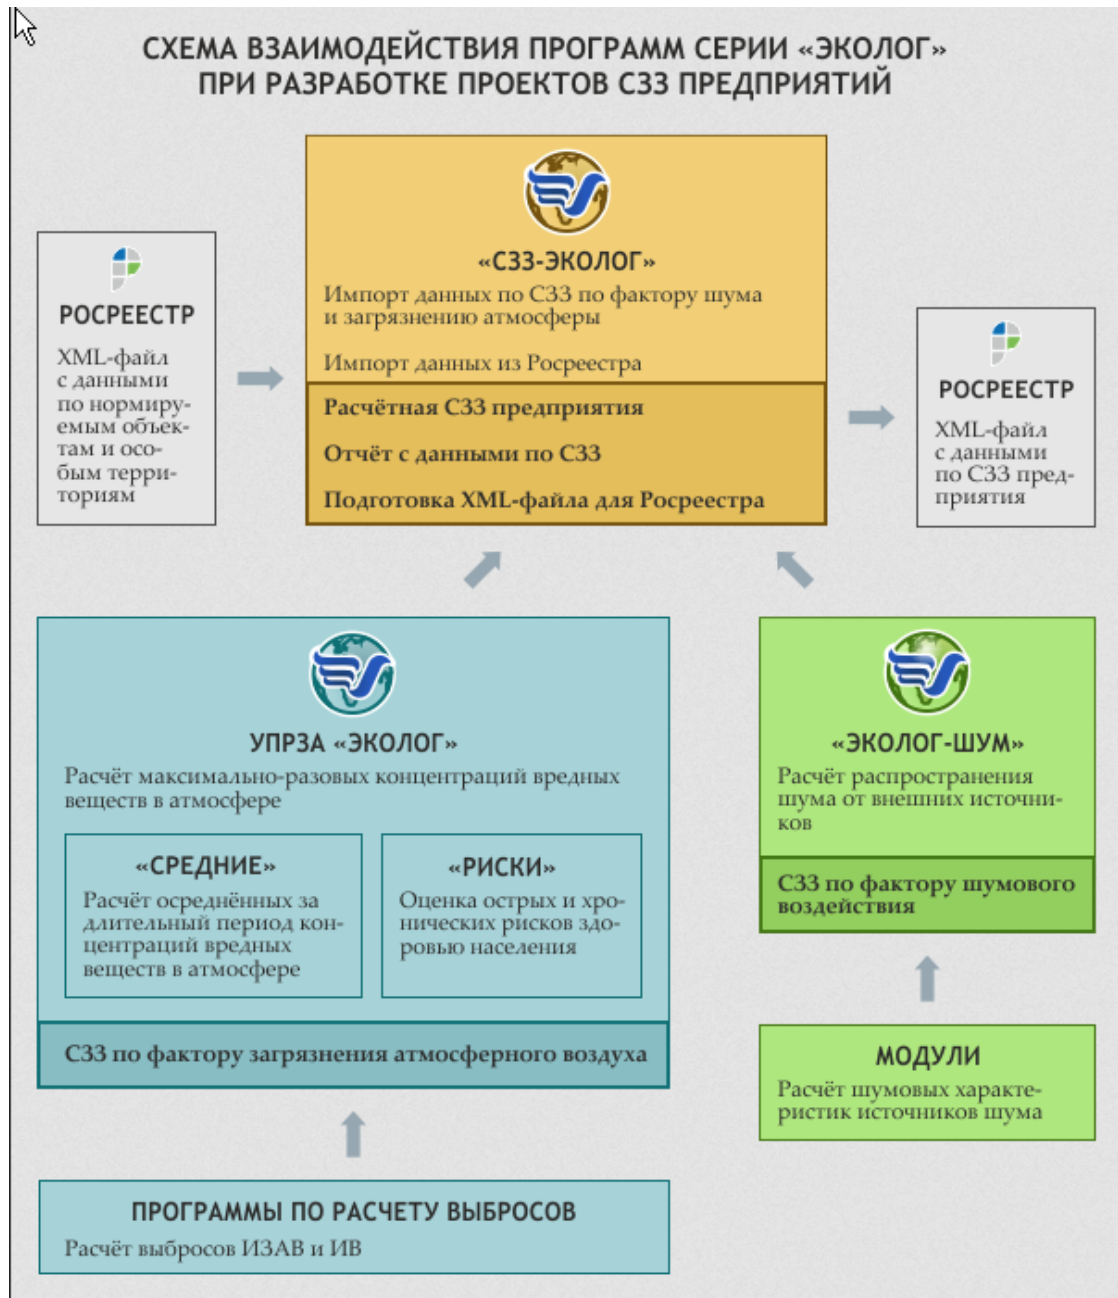 СХЕМА ВЗАИМОДЕЙСТВИЯ ПРОГРАММ СЕРИИ «ЭКОЛОГ»
ПРИ РАЗРАБОТКЕ ПРОЕКТОВ СЗЗ ПРЕДПРИЯТИЙ
РОСРЕЕСТР
XML-файл
с данными
по нормиру-
емым объек-
там и осо-
бым терри-
ториям
«СЗЗ-ЭКОЛОГ»
Импорт данных по СЗЗ по фактору шума
и загрязнению атмосферы
Импорт данных из Росреестра
Расчётная СЗЗ предприятия
Отчёт с данными по СЗЗ
Подготовка XML-файла для Росреестра
РОСРЕЕСТР
XML-файл
с данными
по СЗЗ пред-
приятия
УПРЗА «ЭКОЛОГ»
Расчёт максимально-разовых концентраций вредных
веществ в атмосфере
«СРЕДНИЕ»
Расчёт осреднённых за
длительный период кон-
центраций вредных
веществ в атмосфере
«РИСКИ»
Оценка острых и хро-
нических рисков здо-
ровью населения
СЗЗ по фактору загрязнения атмосферного воздуха
«ЭКОЛОГ-ШУМ»
Расчёт распространения
шума от внешних источни-
ков
СЗЗ по фактору шумового
воздействия
МОДУЛИ
Расчёт шумовых характе-
ристик источников шума
ПРОГРАММЫ ПО РАСЧЕТУ ВЫБРОСОВ
Расчёт выбросов ИЗАВ и ИВ